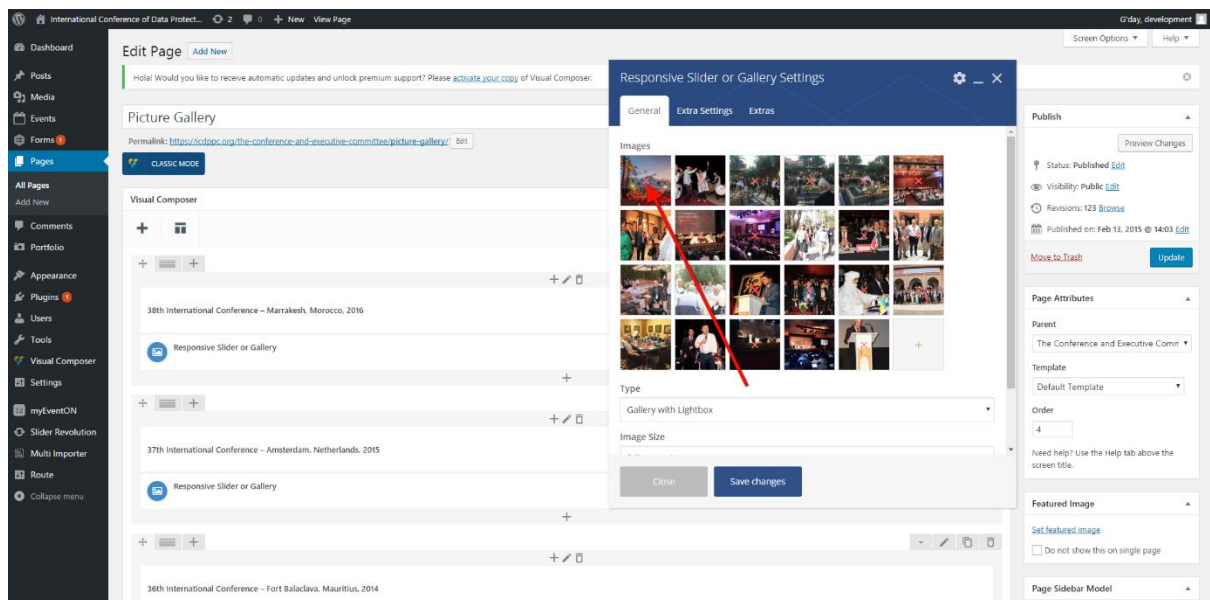 International Conference of Data Protect... 2 0 + New View Page G'day, development
Screen Options Help
Dashboard
Posts
Media
Events
Forms 1
Pages
All Pages
Add New
Comments
Portfolio
Appearance
Plugins 1
Users
Tools
Visual Composer
Settings
myEventON
Slider Revolution
Multi Importer
Route
Collapse menu
Edit Page Add New
Hola! Would you like to receive automatic updates and unlock premium support? Please activate your copy of Visual Composer.
Picture Gallery
Permalink: https://icdppc.org/the-conference-and-executive-committee/picture-gallery/ Edit
CLASSIC MODE
Visual Composer
38th International Conference – Marrakesh, Morocco, 2016
Responsive Slider or Gallery
37th International Conference – Amsterdam, Netherlands, 2015
Responsive Slider or Gallery
36th International Conference – Fort Balaclava, Mauritius, 2014
Responsive Slider or Gallery Settings
General Extra Settings Extras
Images
Type
Gallery with Lightbox
Image Size
Close Save changes
Publish
Preview Changes
Status: Published Edit
Visibility: Public Edit
Revisions: 123 Browse
Published on: Feb 13, 2015 @ 14:03 Edit
Move to Trash Update
Page Attributes
Parent
The Conference and Executive Comm
Template
Default Template
Order
4
Need help? Use the Help tab above the
screen title.
Featured Image
Set featured image
Do not show this on single page
Page Sidebar Model